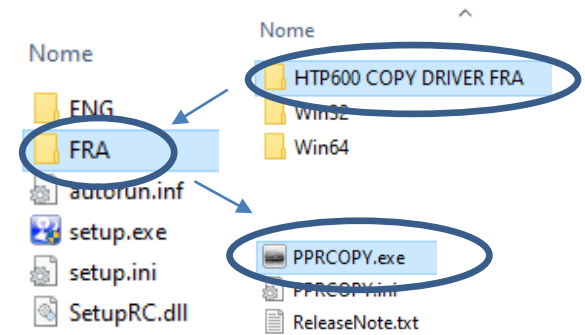 Nome
HTP600 COPY DRIVER FRA
Win32
Win64
Nome
ENG
FRA
autorun.inf
setup.exe
setup.ini
SetupRC.dll
PPRCOPY.exe
PPRCOPY.ini
ReleaseNote.txt